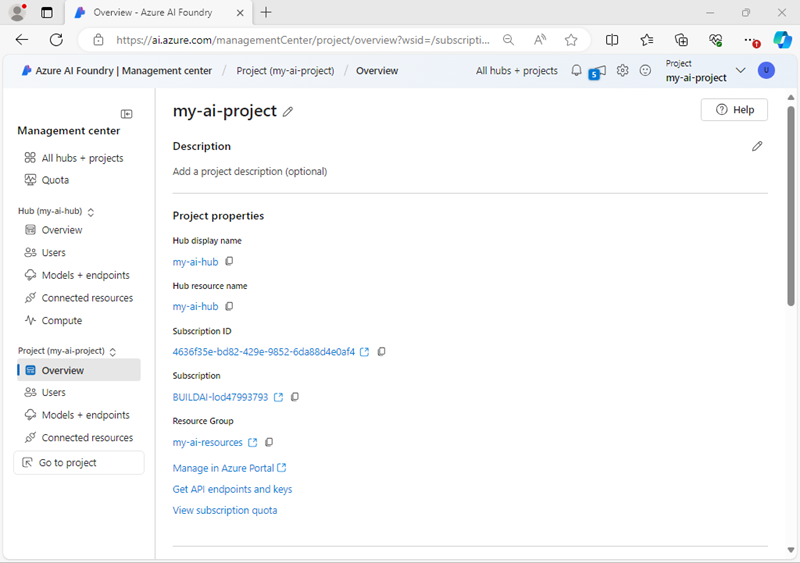 Overview - Azure AI Foundry
https://ai.azure.com/managementCenter/project/overview?wsid=/subscripti...
Azure AI Foundry | Management center / Project (my-ai-project) / Overview
All hubs + projects
5
Project
my-ai-project
U
Management center
All hubs + projects
Quota
Hub (my-ai-hub)
Overview
Users
Models + endpoints
Connected resources
Compute
Project (my-ai-project)
Overview
Users
Models + endpoints
Connected resources
Go to project
my-ai-project
Help
Description
Add a project description (optional)
Project properties
Hub display name
my-ai-hub
Hub resource name
my-ai-hub
Subscription ID
4636f35e-bd82-429e-9852-6da88d4e0af4
Subscription
BUILDAI-lod47993793
Resource Group
my-ai-resources
Manage in Azure Portal
Get API endpoints and keys
View subscription quota